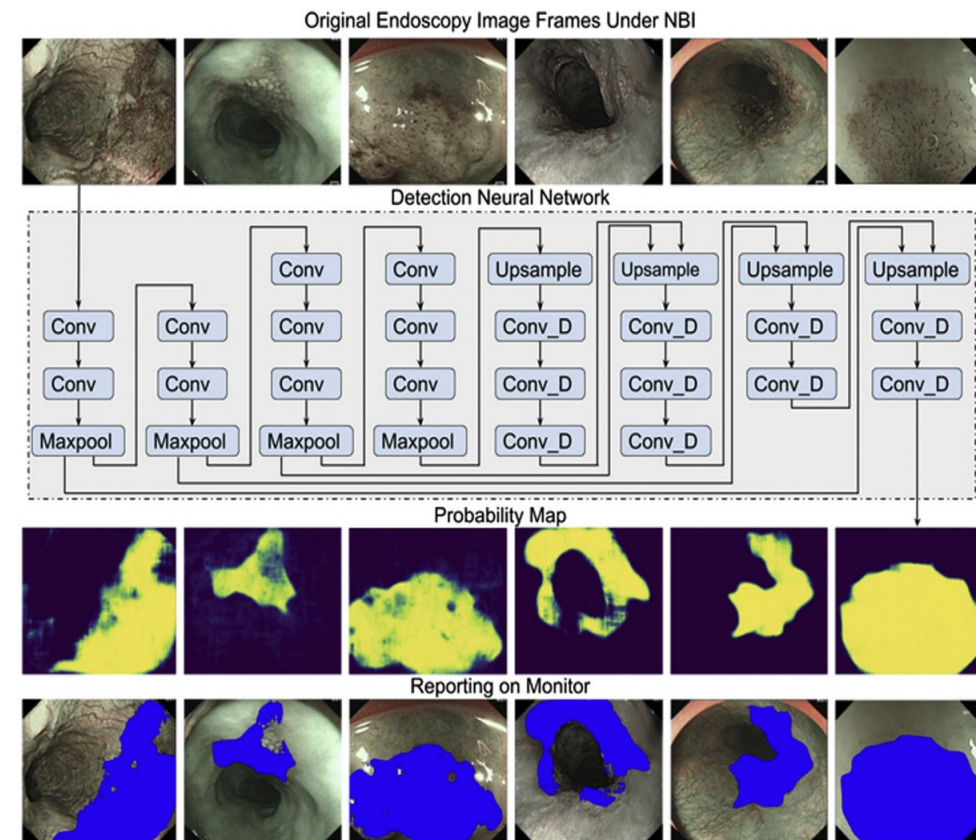 Original Endoscopy Image Frames Under NBI
Detection Neural Network
Conv Conv Upsample Upsample Upsample Upsample
Conv Conv Conv Conv Conv_D Conv_D Conv_D Conv_D
Conv Conv Conv Conv Conv_D Conv_D Conv_D Conv_D
Maxpool Maxpool Maxpool Maxpool Conv_D Conv_D
Probability Map
Reporting on Monitor